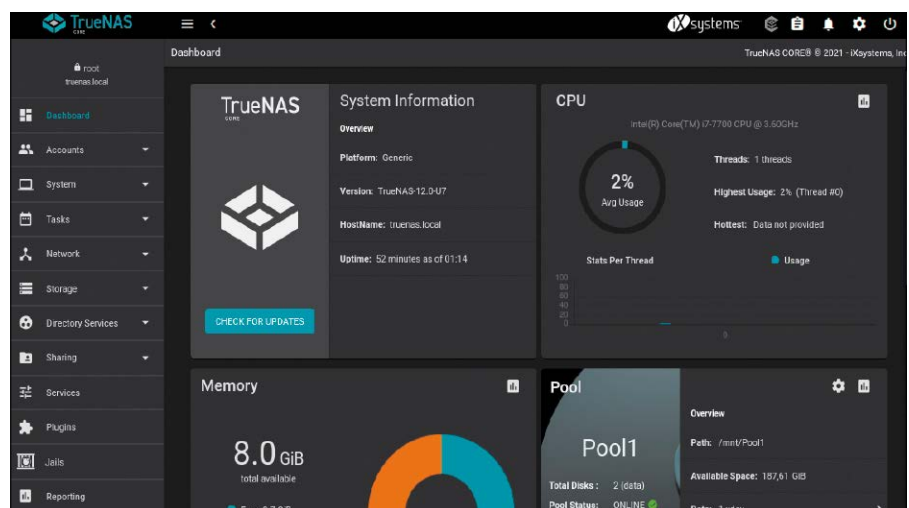 TrueNAS
CORE
iXsystems
Dashboard
TrueNAS CORE® © 2021 - iXsystems, Inc
root
truenas.local
Dashboard
Accounts
System
Tasks
Network
Storage
Directory Services
Sharing
Services
Plugins
Jails
Reporting
TrueNAS
CORE
CHECK FOR UPDATES
System Information
Overview
Platform: Generic
Version: TrueNAS-12.0-U7
HostName: truenas.local
Uptime: 52 minutes as of 01:14
CPU
Intel(R) Core(TM) i7-7700 CPU @ 3.60GHz
2%
Avg Usage
Threads: 1 threads
Highest Usage: 2% (Thread #0)
Hottest: Data not provided
Stats Per Thread
Usage
100
80
60
40
20
0
0
Memory
8.0 GiB
total available
Pool
Pool1
Total Disks: 2 (data)
Pool Status: ONLINE
Overview
Path: /mnt/Pool1
Available Space: 187,61 GiB